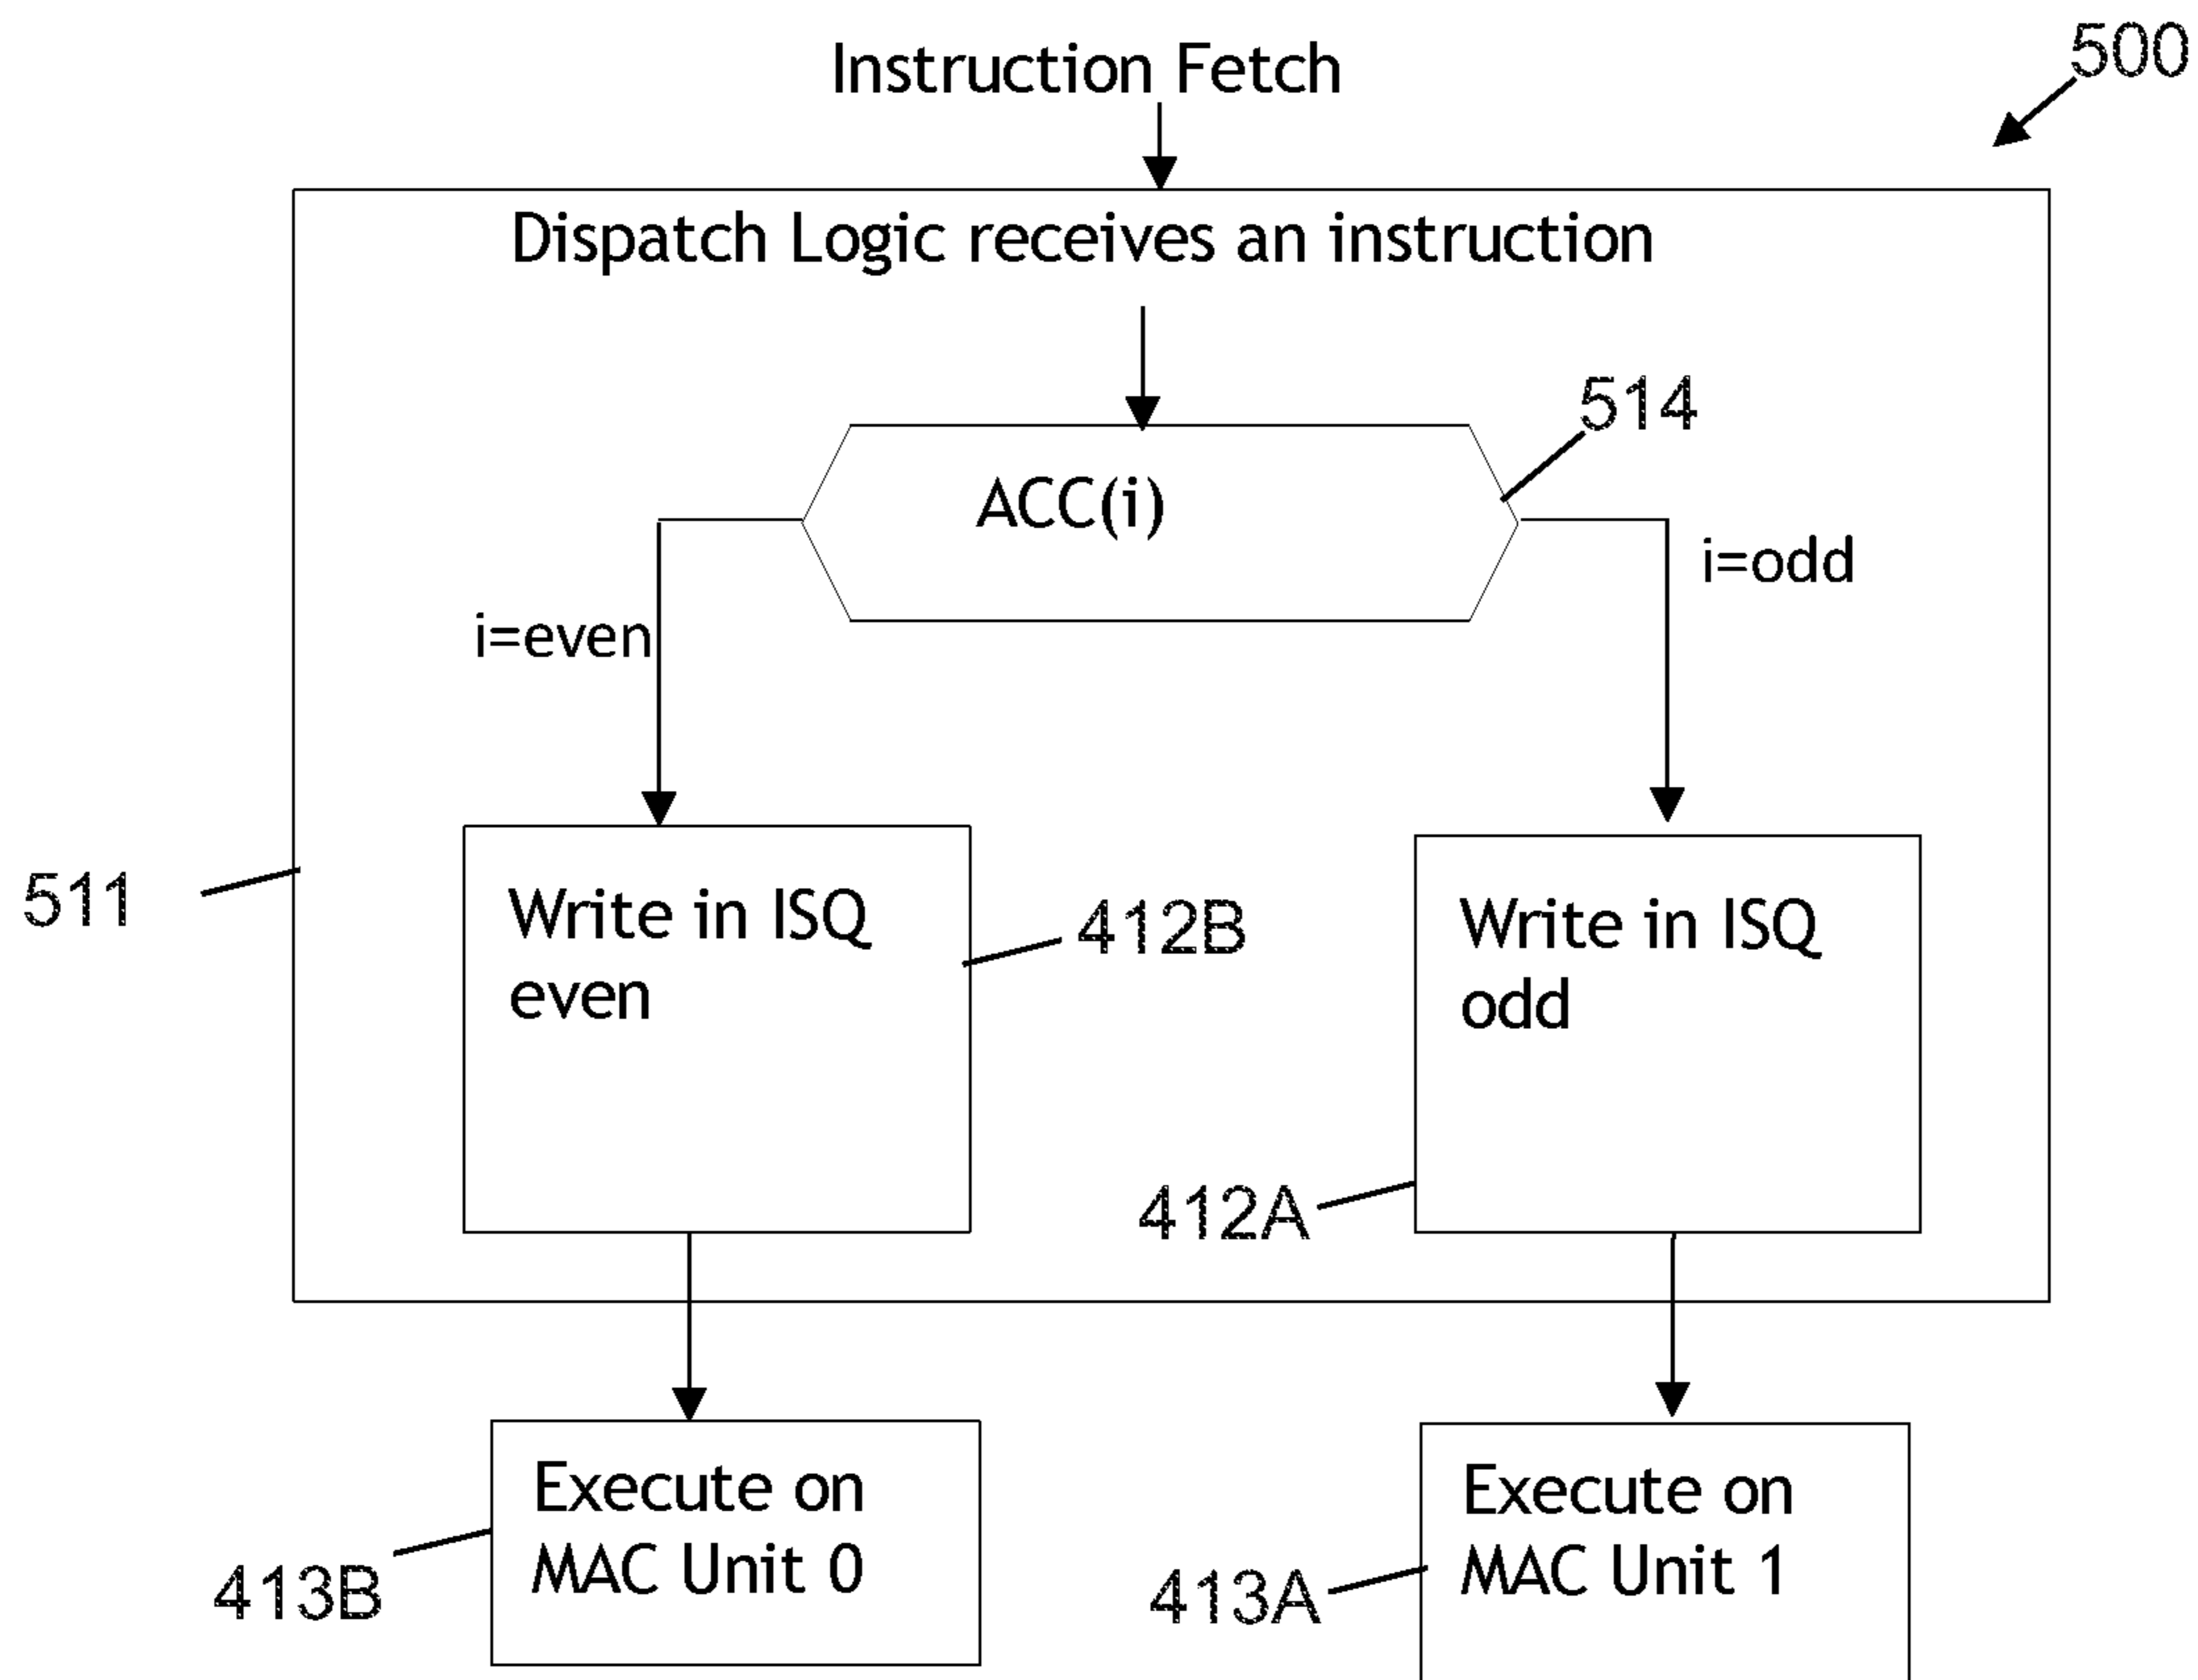 Instruction Fetch
500
Dispatch Logic receives an instruction
514
ACC(i)
i=odd
i=even
511
Write in ISQ
even
412B
Write in ISQ
odd
412A
Execute on
MAC Unit 0
413B
Execute on
MAC Unit 1
413A